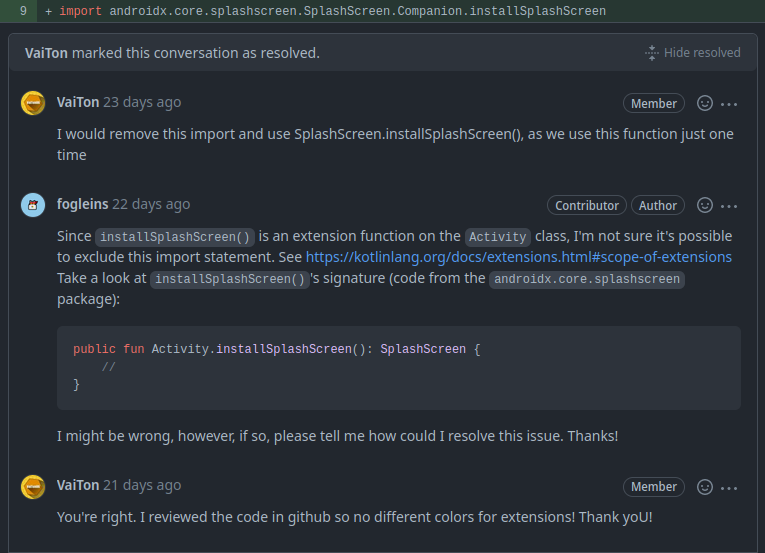 9 + import androidx.core.splashscreen.SplashScreen.Companion.installSplashScreen
VaiTon marked this conversation as resolved. Hide resolved
VaiTon 23 days ago Member
I would remove this import and use SplashScreen.installSplashScreen(), as we use this function just one
time
fogleins 22 days ago Contributor Author
Since installSplashScreen() is an extension function on the Activity class, I'm not sure it's possible
to exclude this import statement. See https://kotlinlang.org/docs/extensions.html#scope-of-extensions
Take a look at installSplashScreen()'s signature (code from the androidx.core.splashscreen
package):
public fun Activity.installSplashScreen(): SplashScreen {
//
}
I might be wrong, however, if so, please tell me how could I resolve this issue. Thanks!
VaiTon 21 days ago Member
You're right. I reviewed the code in github so no different colors for extensions! Thank yoU!